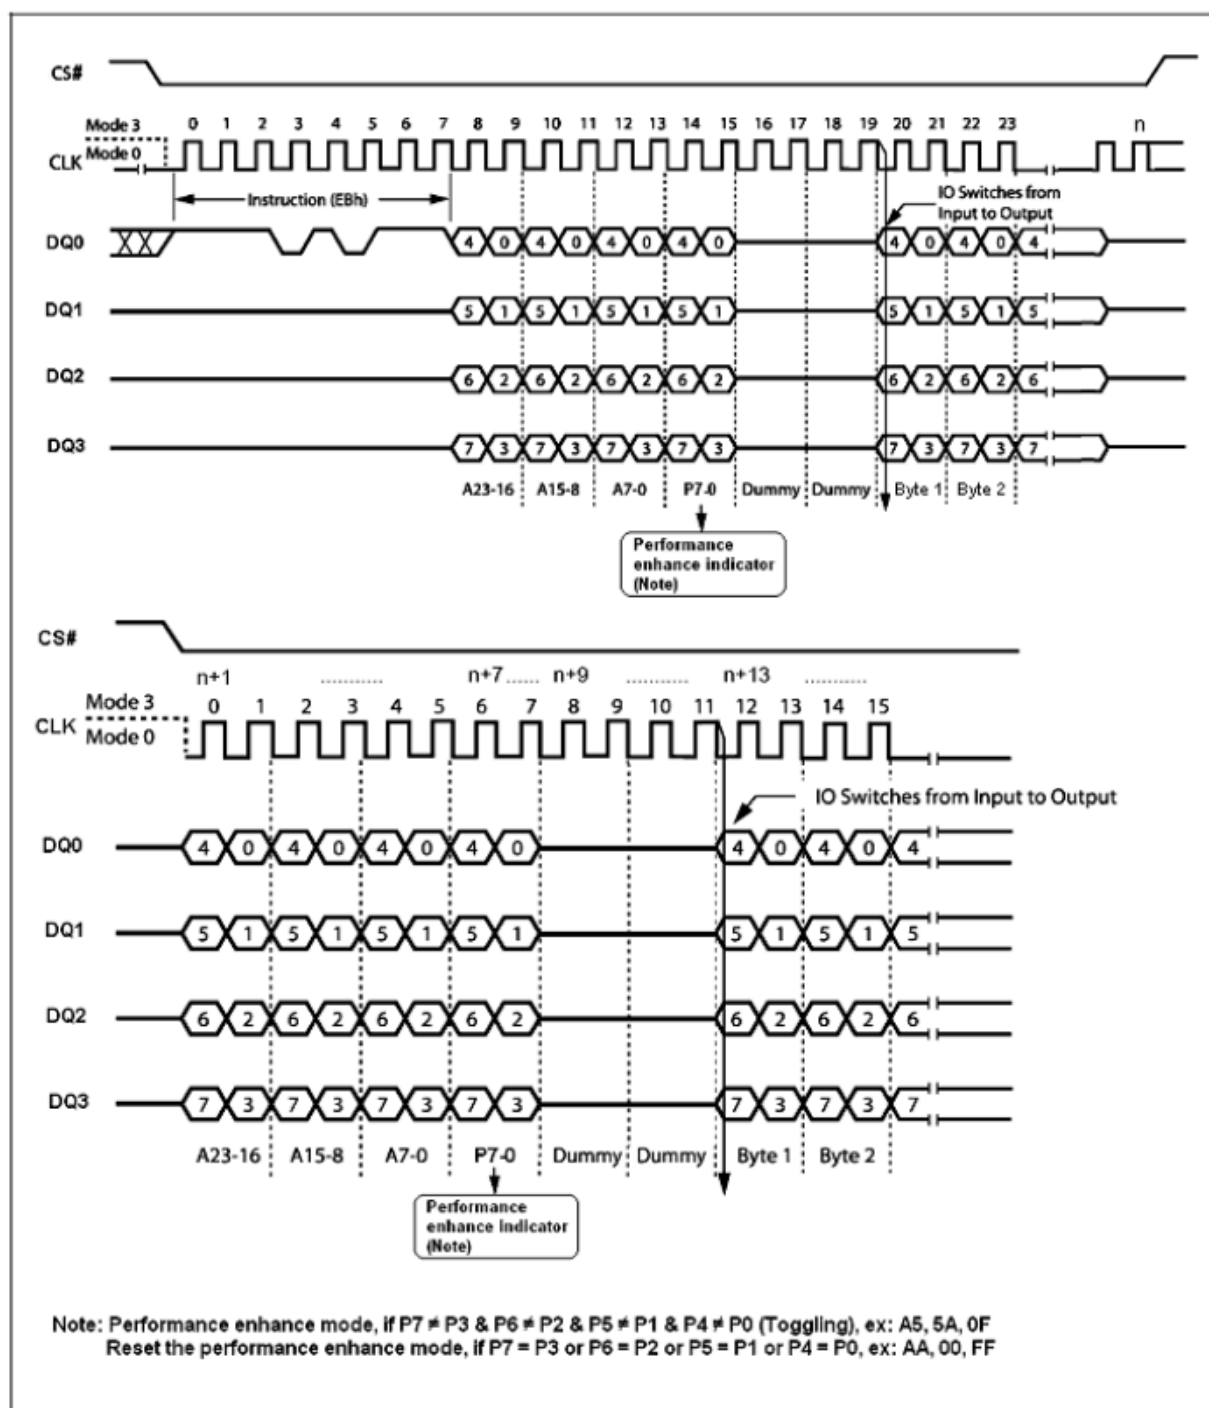 CS#
Mode 3
0 1 2 3 4 5 6 7 8 9 10 11 12 13 14 15 16 17 18 19 20 21 22 23 n
Mode 0
CLK
Instruction (EBh)
IO Switches from
Input to Output
DQ0 4 0 4 0 4 0 4 0 4 0 4 0 4
DQ1 5 1 5 1 5 1 5 1 5 1 5 1 5
DQ2 6 2 6 2 6 2 6 2 6 2 6 2 6
DQ3 7 3 7 3 7 3 7 3 7 3 7 3 7
A23-16 A15-8 A7-0 P7-0 Dummy Dummy Byte 1 Byte 2
Performance
enhance indicator
(Note)
CS#
n+1 ............ n+7 ...... n+9 ............ n+13 ............
Mode 3
0 1 2 3 4 5 6 7 8 9 10 11 12 13 14 15
CLK
Mode 0
IO Switches from Input to Output
DQ0 4 0 4 0 4 0 4 0 4 0 4 0 4
DQ1 5 1 5 1 5 1 5 1 5 1 5 1 5
DQ2 6 2 6 2 6 2 6 2 6 2 6 2 6
DQ3 7 3 7 3 7 3 7 3 7 3 7 3 7
A23-16 A15-8 A7-0 P7-0 Dummy Dummy Byte 1 Byte 2
Performance
enhance indicator
(Note)
Note: Performance enhance mode, if P7 ≠ P3 & P6 ≠ P2 & P5 ≠ P1 & P4 ≠ P0 (Toggling), ex: A5, 5A, 0F
Reset the performance enhance mode, if P7 = P3 or P6 = P2 or P5 = P1 or P4 = P0, ex: AA, 00, FF